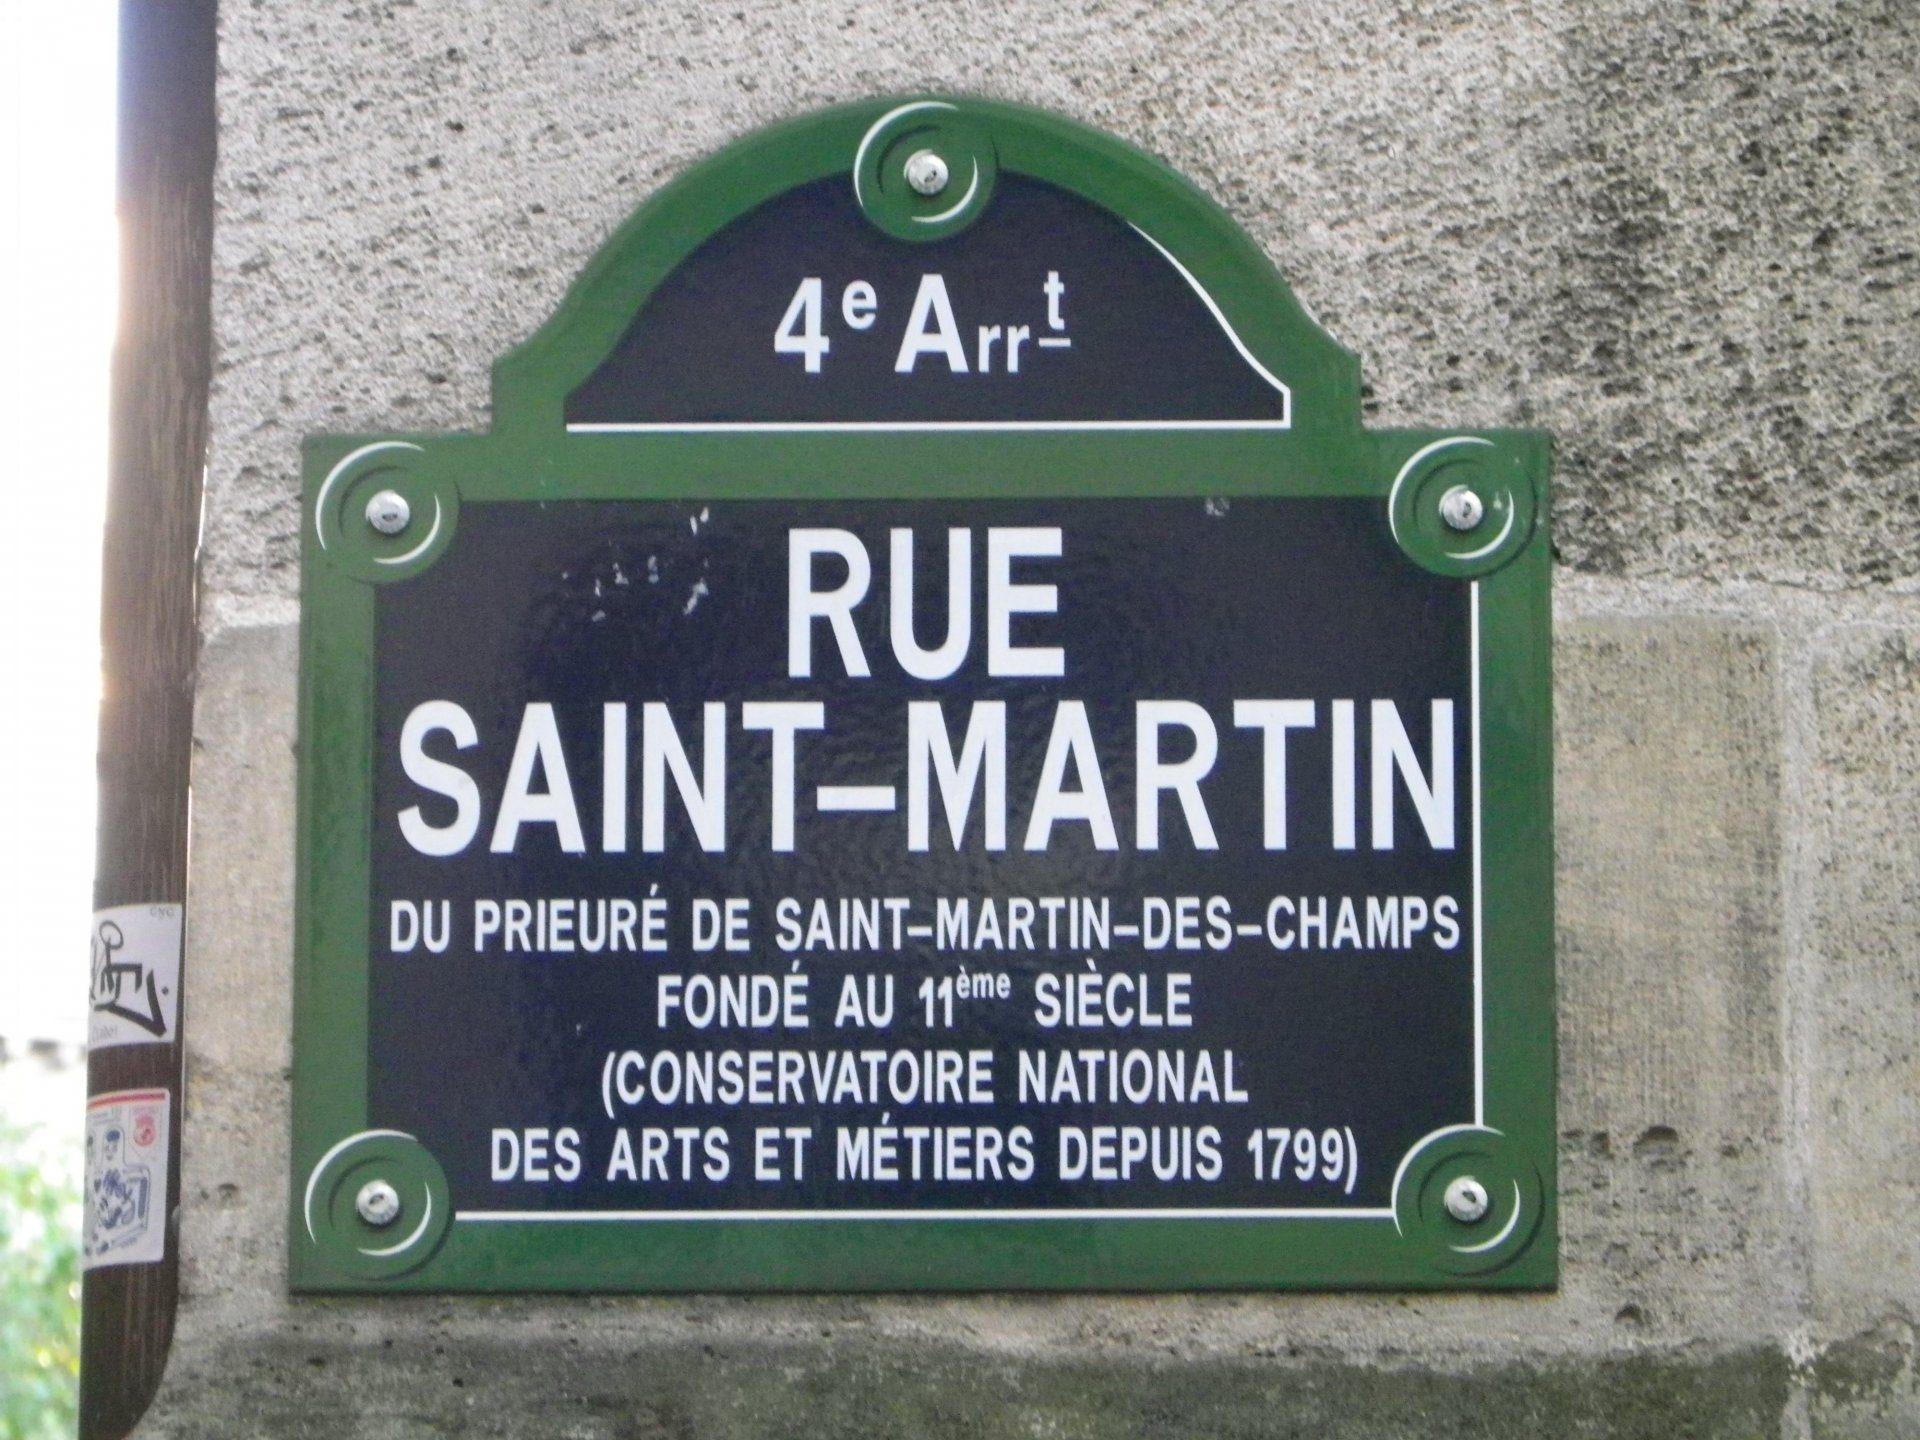 4e Arrt
RUE
SAINT-MARTIN
DU PRIEURÉ DE SAINT-MARTIN-DES-CHAMPS
FONDÉ AU 11ème SIÈCLE
(CONSERVATOIRE NATIONAL
DES ARTS ET MÉTIERS DEPUIS 1799)